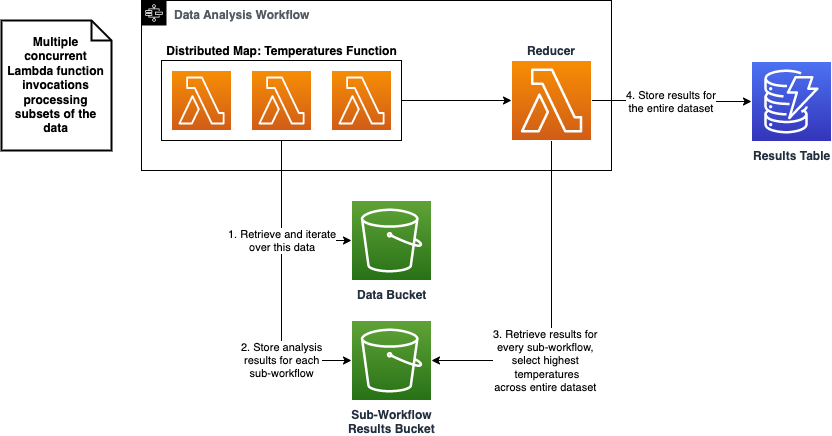 Data Analysis Workflow
Multiple
concurrent
Lambda function
invocations
processing
subsets of the
data
Distributed Map: Temperatures Function
Reducer
4. Store results for
the entire dataset
Results Table
1. Retrieve and iterate
over this data
Data Bucket
2. Store analysis
results for each
sub-workflow
3. Retrieve results for
every sub-workflow,
select highest
temperatures
across entire dataset
Sub-Workflow
Results Bucket